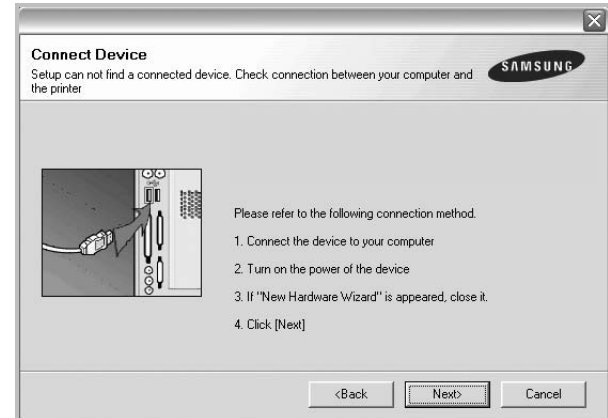 Connect Device
Setup can not find a connected device. Check connection between your computer and
the printer
SAMSUNG
Please refer to the following connection method.
1. Connect the device to your computer
2. Turn on the power of the device
3. If "New Hardware Wizard" is appeared, close it.
4. Click [Next]
<Back
Next>
Cancel